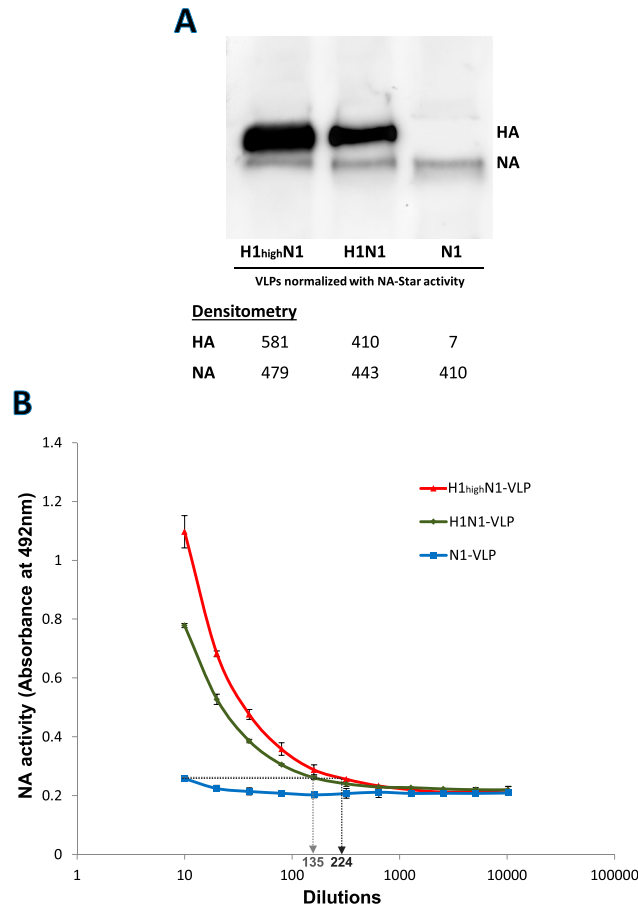 A
HA
NA
H1highN1 H1N1 N1
VLPs normalized with NA-Star activity
Densitometry
HA 581 410 7
NA 479 443 410
B
NA activity (Absorbance at 492nm)
1.4
1.2
1
0.8
0.6
0.4
0.2
0
H1highN1-VLP
H1N1-VLP
N1-VLP
135 224
1 10 100 1000 10000 100000
Dilutions